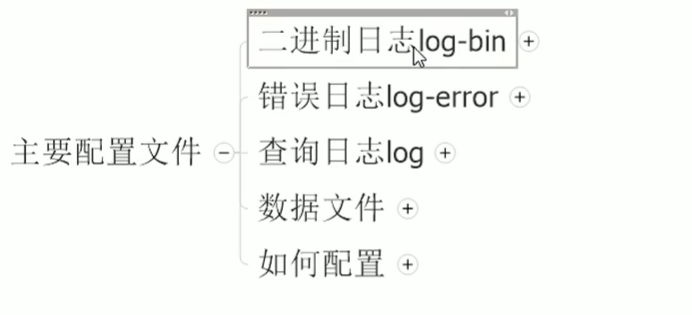 二进制日志log-bin
错误日志log-error
主要配置文件
查询日志log
数据文件
如何配置